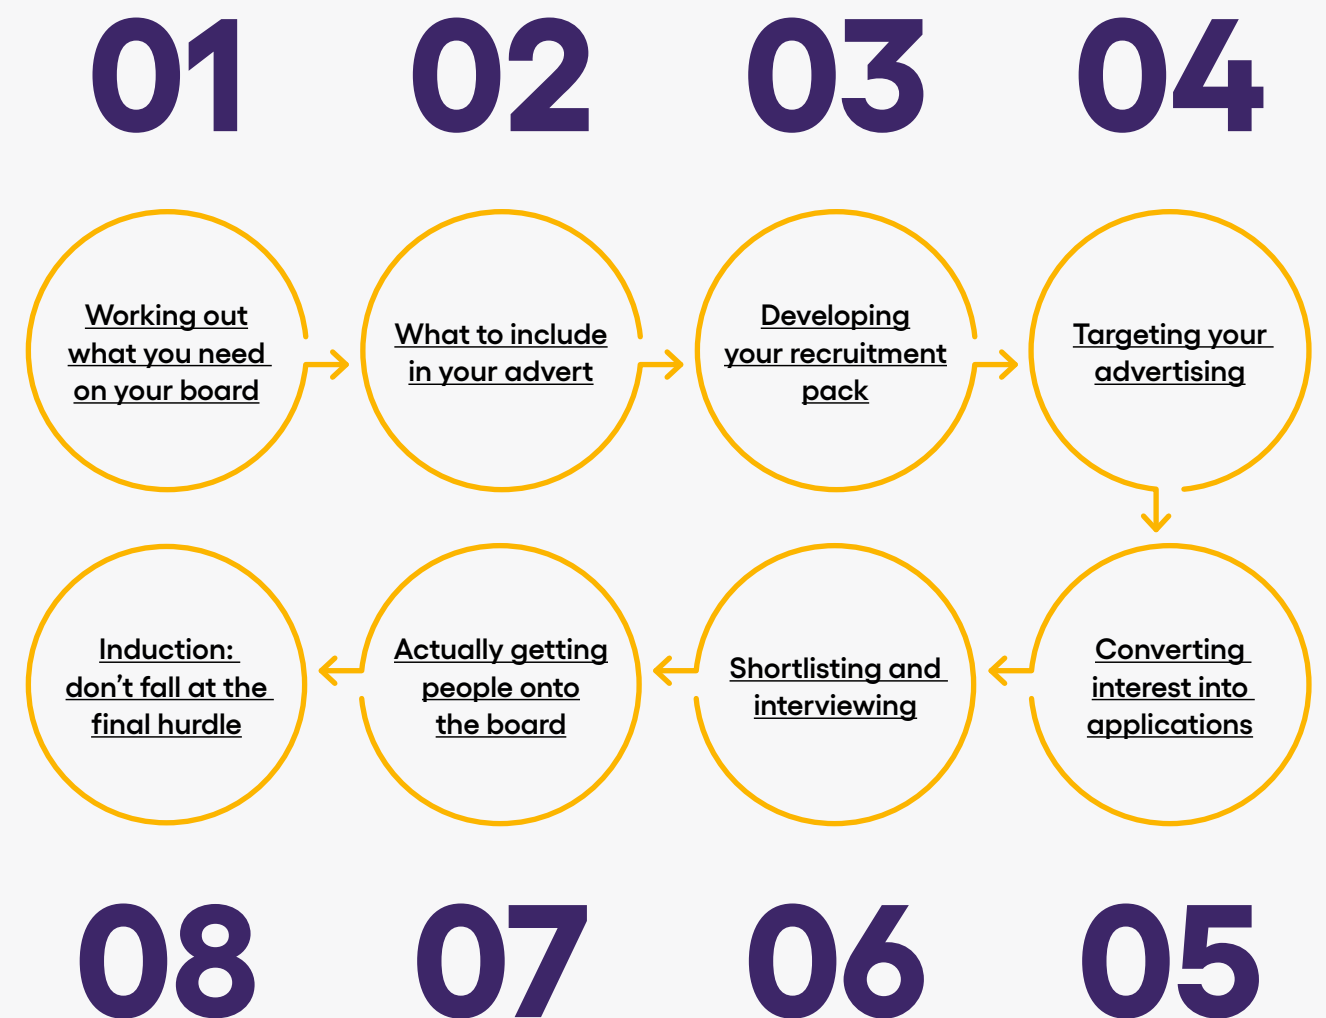 01
02
03
04
Working out
what you need
on your board
What to include
in your advert
Developing
your recruitment
pack
Targeting your
advertising
Induction:
don’t fall at the
final hurdle
Actually getting
people onto
the board
Shortlisting and
interviewing
Converting
interest into
applications
08
07
06
05